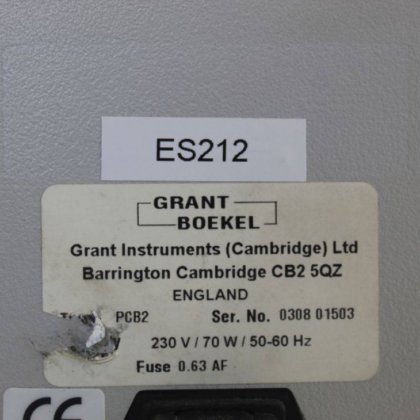 ES212
GRANT
BOEKEL
Grant Instruments (Cambridge) Ltd
Barrington Cambridge CB2 5QZ
ENGLAND
PCB2 Ser. No. 0308 01503
230 V / 70 W / 50-60 Hz
Fuse 0.63 AF
CE